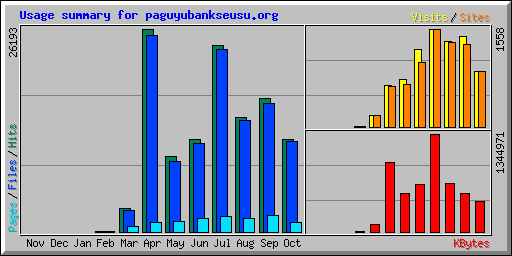 Usage summary for paguyubankseusu.org
Visits / Sites
26193
1558
1344971
Pages / Files / Hits
Nov Dec Jan Feb Mar Apr May Jun Jul Aug Sep Oct
KBytes